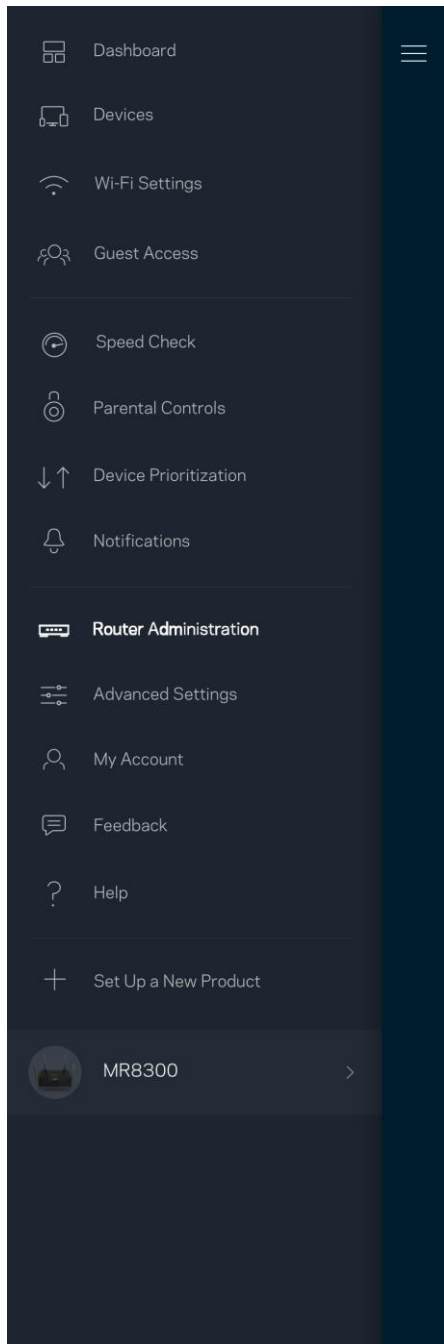 Dashboard
Devices
Wi-Fi Settings
Guest Access
Speed Check
Parental Controls
Device Prioritization
Notifications
Router Administration
Advanced Settings
My Account
Feedback
Help
Set Up a New Product
MR8300